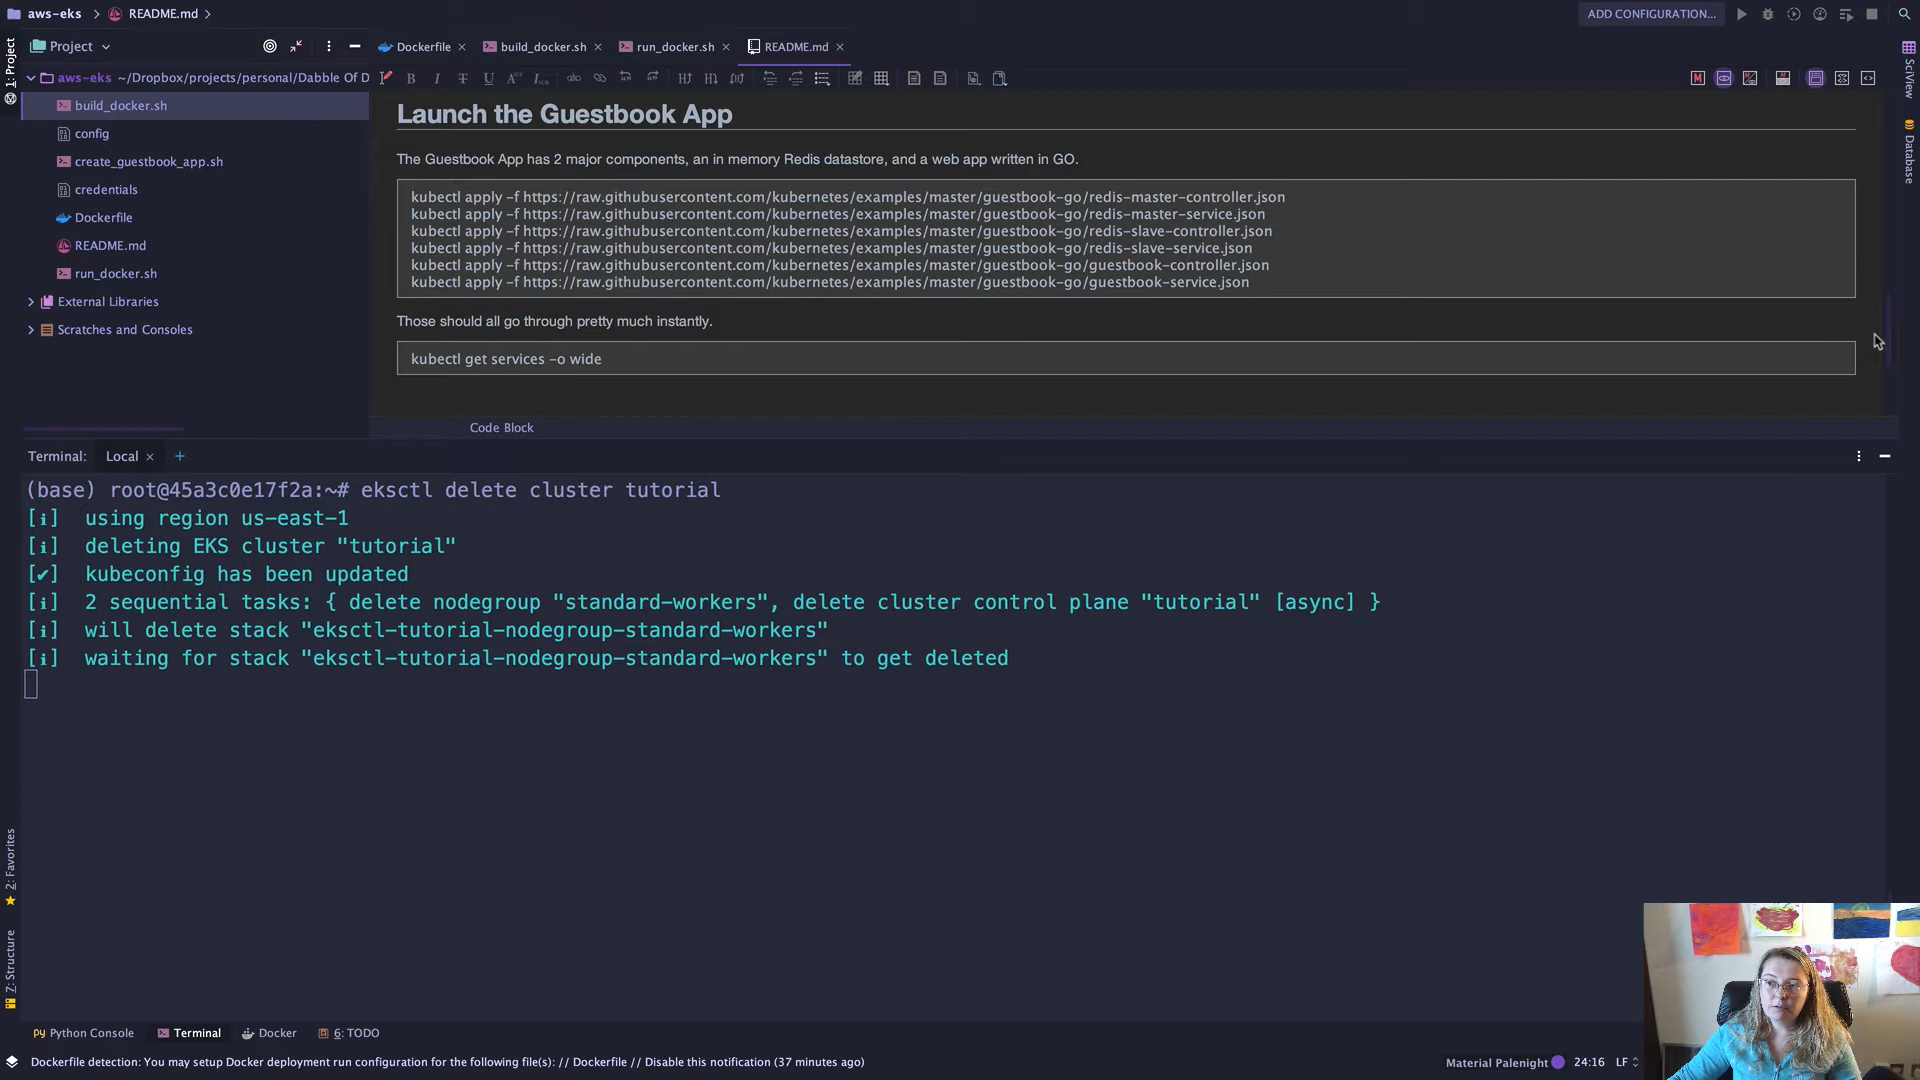 aws-eks
README.md
ADD CONFIGURATION...
1: Project
Project
Dockerfile
build_docker.sh
run_docker.sh
README.md
SciView
Database
aws-eks ~/Dropbox/projects/personal/Dabble Of D
build_docker.sh
config
create_guestbook_app.sh
credentials
Dockerfile
README.md
run_docker.sh
External Libraries
Scratches and Consoles
Launch the Guestbook App
The Guestbook App has 2 major components, an in memory Redis datastore, and a web app written in GO.
kubectl apply -f https://raw.githubusercontent.com/kubernetes/examples/master/guestbook-go/redis-master-controller.json
kubectl apply -f https://raw.githubusercontent.com/kubernetes/examples/master/guestbook-go/redis-master-service.json
kubectl apply -f https://raw.githubusercontent.com/kubernetes/examples/master/guestbook-go/redis-slave-controller.json
kubectl apply -f https://raw.githubusercontent.com/kubernetes/examples/master/guestbook-go/redis-slave-service.json
kubectl apply -f https://raw.githubusercontent.com/kubernetes/examples/master/guestbook-go/guestbook-controller.json
kubectl apply -f https://raw.githubusercontent.com/kubernetes/examples/master/guestbook-go/guestbook-service.json
Those should all go through pretty much instantly.
kubectl get services -o wide
Code Block
Terminal: Local
(base) root@45a3c0e17f2a:~# eksctl delete cluster tutorial
[i] using region us-east-1
[i] deleting EKS cluster "tutorial"
[✔] kubeconfig has been updated
[i] 2 sequential tasks: { delete nodegroup "standard-workers", delete cluster control plane "tutorial" [async] }
[i] will delete stack "eksctl-tutorial-nodegroup-standard-workers"
[i] waiting for stack "eksctl-tutorial-nodegroup-standard-workers" to get deleted
2: Favorites
Z: Structure
Python Console
Terminal
Docker
6: TODO
Dockerfile detection: You may setup Docker deployment run configuration for the following file(s): // Dockerfile // Disable this notification (37 minutes ago)
Material Palenight
24:16
LF